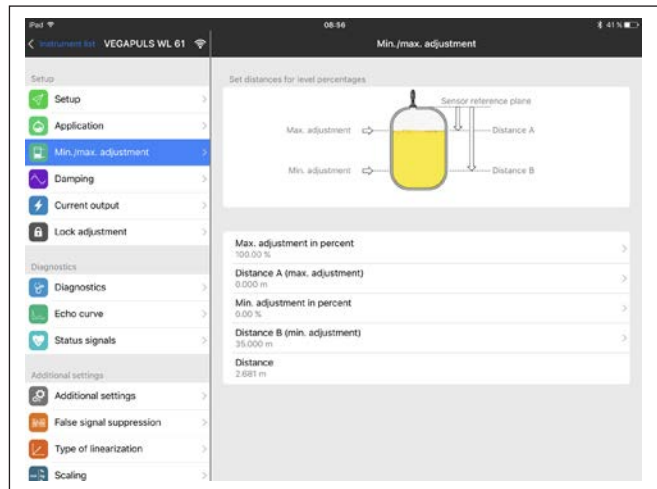 iPad
08:56
41 %
Instrument list
VEGAPULS WL 61
Min./max. adjustment
Setup
Setup
Application
Min./max. adjustment
Damping
Current output
Lock adjustment
Diagnostics
Diagnostics
Echo curve
Status signals
Additional settings
Additional settings
False signal suppression
Type of linearization
Scaling
Set distances for level percentages
Sensor reference plane
Max. adjustment
Distance A
Min. adjustment
Distance B
Max. adjustment in percent
100.00 %
Distance A (max. adjustment)
0.000 m
Min. adjustment in percent
0.00 %
Distance B (min. adjustment)
35.000 m
Distance
2.681 m